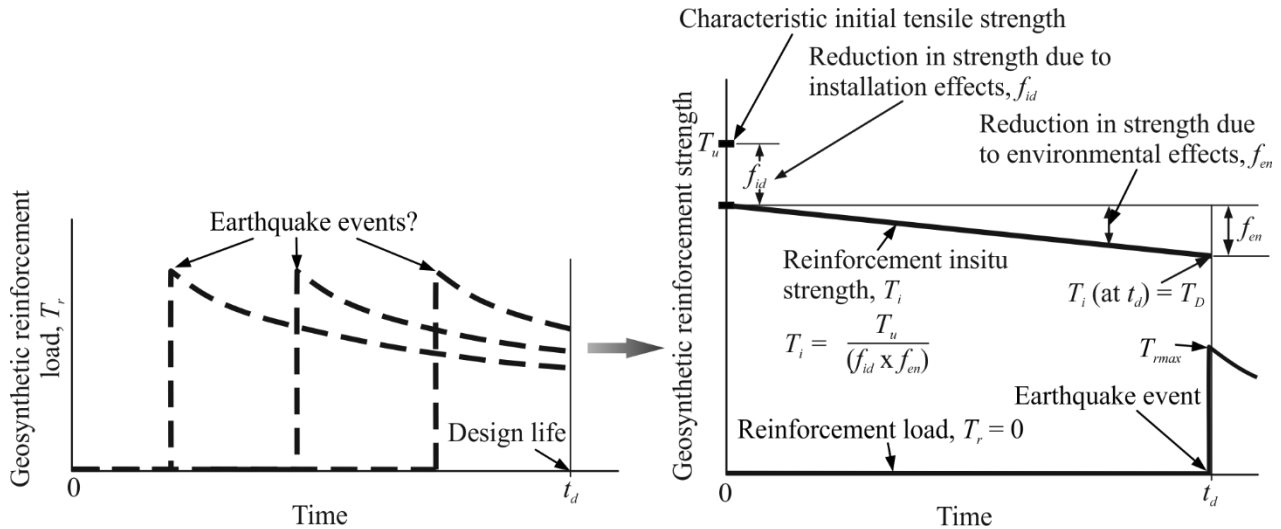 Geosynthetic reinforcement
load, T_r
Earthquake events?
Design life
0
t_d
Time
Geosynthetic reinforcement strength
Characteristic initial tensile strength
Reduction in strength due to
installation effects, f_id
T_u
f_id
Reduction in strength due
to environmental effects, f_en
f_en
Reinforcement insitu
strength, T_i
T_i (at t_d) = T_D
T_i = T_u / (f_id x f_en)
T_rmax
Earthquake event
Reinforcement load, T_r = 0
0
t_d
Time